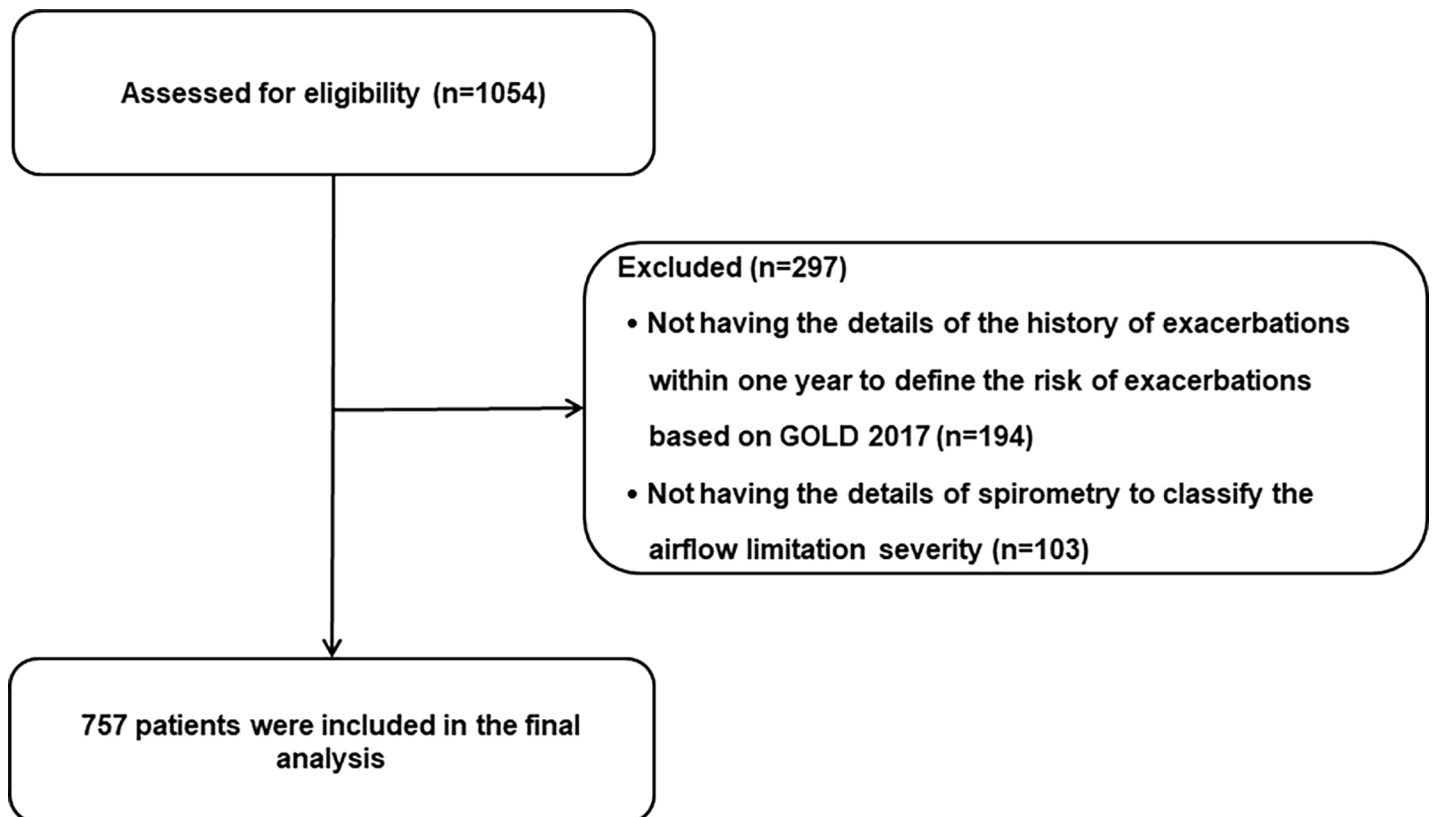 Assessed for eligibility (n=1054)
Excluded (n=297)
• Not having the details of the history of exacerbations
within one year to define the risk of exacerbations
based on GOLD 2017 (n=194)
• Not having the details of spirometry to classify the
airflow limitation severity (n=103)
757 patients were included in the final
analysis